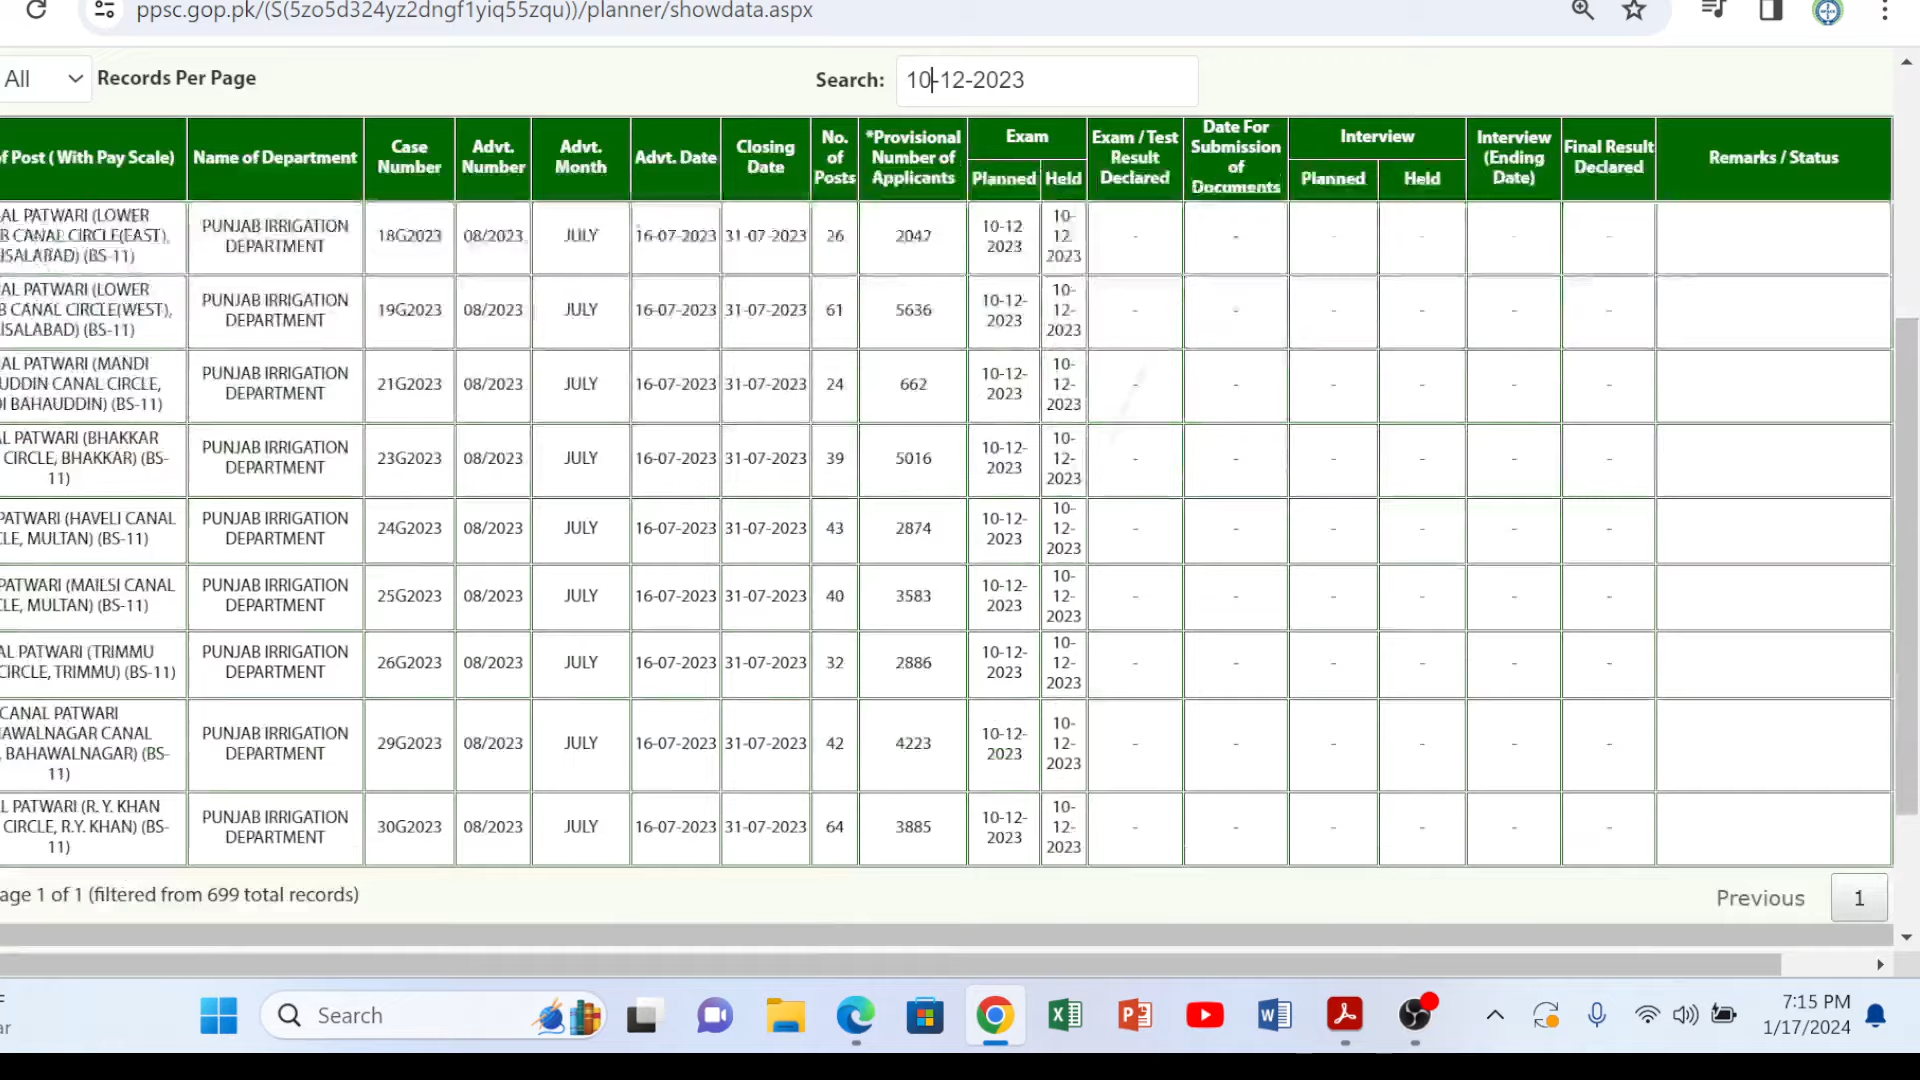 ppsc.gop.pk/(S(5zo5d324yz2dngf1yiq55zqu))/planner/showdata.aspx
All Records Per Page Search: 10-12-2023
of Post ( With Pay Scale) Name of Department Case Number Advt. Number Advt. Month Advt. Date Closing Date No. of Posts *Provisional Number of Applicants Exam Planned Held Exam / Test Result Declared Date For Submission of Documents Interview Planned Held Interview (Ending Date) Final Result Declared Remarks / Status
AL PATWARI (LOWER
B CANAL CIRCLE(EAST),
ISALABAD) (BS-11) PUNJAB IRRIGATION DEPARTMENT 18G2023 08/2023 JULY 16-07-2023 31-07-2023 26 2042 10-12 2023 10-12 2023 - - - - - -
AL PATWARI (LOWER
B CANAL CIRCLE(WEST),
ISALABAD) (BS-11) PUNJAB IRRIGATION DEPARTMENT 19G2023 08/2023 JULY 16-07-2023 31-07-2023 61 5636 10-12-2023 10-12-2023 - - - - - -
AL PATWARI (MANDI
UDDIN CANAL CIRCLE,
DI BAHAUDDIN) (BS-11) PUNJAB IRRIGATION DEPARTMENT 21G2023 08/2023 JULY 16-07-2023 31-07-2023 24 662 10-12-2023 10-12-2023 - - - - - -
AL PATWARI (BHAKKAR
CIRCLE, BHAKKAR) (BS-
11) PUNJAB IRRIGATION DEPARTMENT 23G2023 08/2023 JULY 16-07-2023 31-07-2023 39 5016 10-12-2023 10-12-2023 - - - - - -
PATWARI (HAVELI CANAL
CLE, MULTAN) (BS-11) PUNJAB IRRIGATION DEPARTMENT 24G2023 08/2023 JULY 16-07-2023 31-07-2023 43 2874 10-12-2023 10-12-2023 - - - - - -
PATWARI (MAILSI CANAL
CLE, MULTAN) (BS-11) PUNJAB IRRIGATION DEPARTMENT 25G2023 08/2023 JULY 16-07-2023 31-07-2023 40 3583 10-12-2023 10-12-2023 - - - - - -
AL PATWARI (TRIMMU
CIRCLE, TRIMMU) (BS-11) PUNJAB IRRIGATION DEPARTMENT 26G2023 08/2023 JULY 16-07-2023 31-07-2023 32 2886 10-12-2023 10-12-2023 - - - - - -
CANAL PATWARI
HAWALNAGAR CANAL
, BAHAWALNAGAR) (BS-
11) PUNJAB IRRIGATION DEPARTMENT 29G2023 08/2023 JULY 16-07-2023 31-07-2023 42 4223 10-12-2023 10-12-2023 - - - - - -
L PATWARI (R. Y. KHAN
CIRCLE, R.Y. KHAN) (BS-
11) PUNJAB IRRIGATION DEPARTMENT 30G2023 08/2023 JULY 16-07-2023 31-07-2023 64 3885 10-12-2023 10-12-2023 - - - - - -
age 1 of 1 (filtered from 699 total records) Previous 1
Search 7:15 PM
1/17/2024